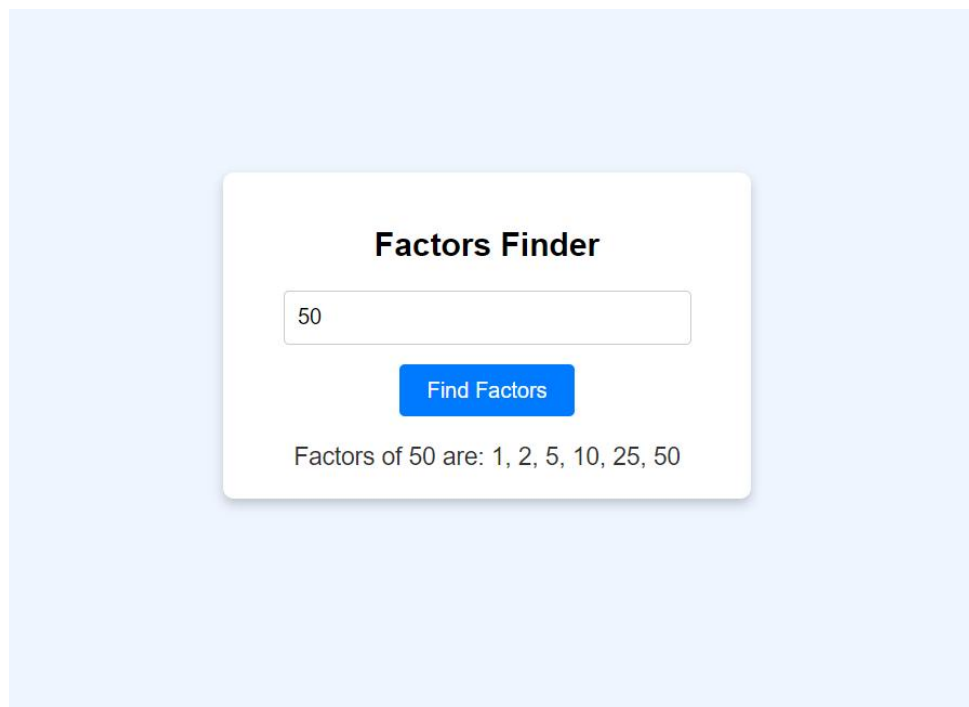 Factors Finder
50
Find Factors
Factors of 50 are: 1, 2, 5, 10, 25, 50